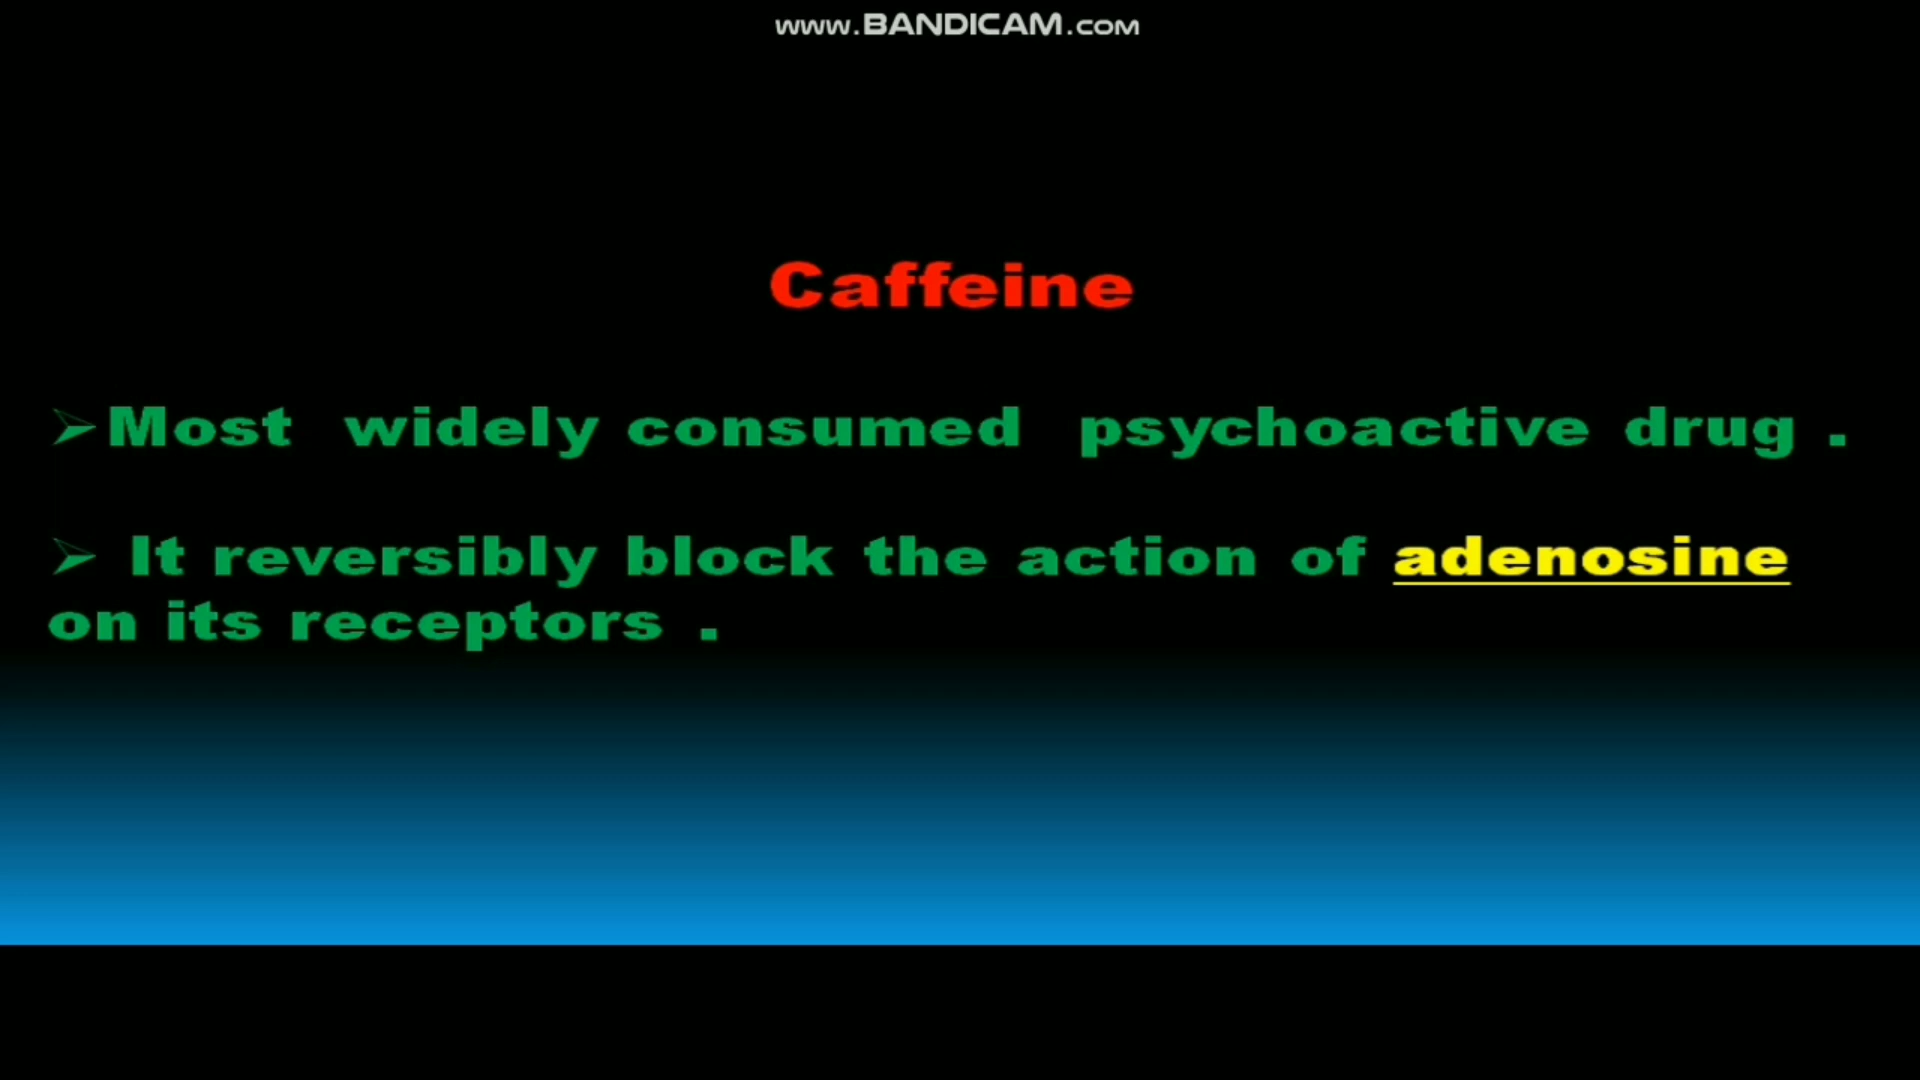 www.BANDICAM.COM
Caffeine
➢Most widely consumed psychoactive drug .
➢ It reversibly block the action of adenosine
on its receptors .